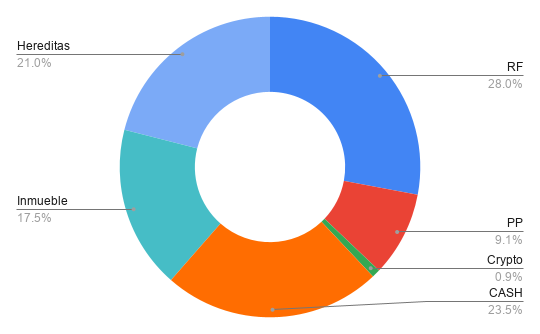 Hereditas
21.0%
RF
28.0%
Inmueble
17.5%
PP
9.1%
Crypto
0.9%
CASH
23.5%